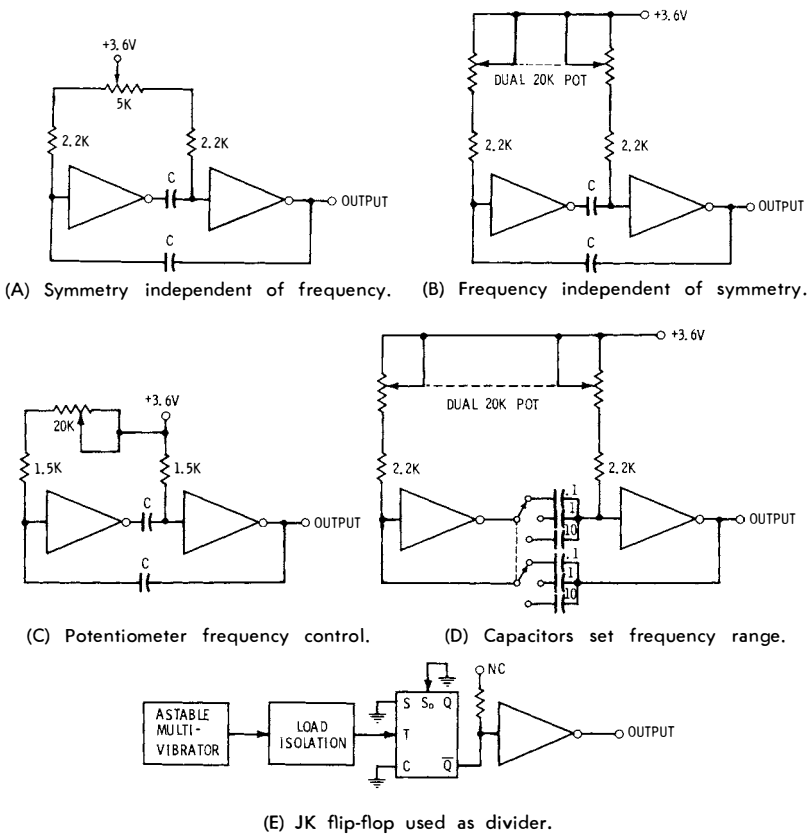 +3.6V
5K
2.2K
2.2K
C
C
OUTPUT
(A) Symmetry independent of frequency.
+3.6V
DUAL 20K POT
2.2K
2.2K
C
C
OUTPUT
(B) Frequency independent of symmetry.
+3.6V
20K
1.5K
1.5K
C
C
OUTPUT
(C) Potentiometer frequency control.
+3.6V
DUAL 20K POT
2.2K
2.2K
.1
1
10
.1
1
10
OUTPUT
(D) Capacitors set frequency range.
ASTABLE
MULTI-
VIBRATOR
LOAD
ISOLATION
S SD Q
T
C Q
NC
OUTPUT
(E) JK flip-flop used as divider.